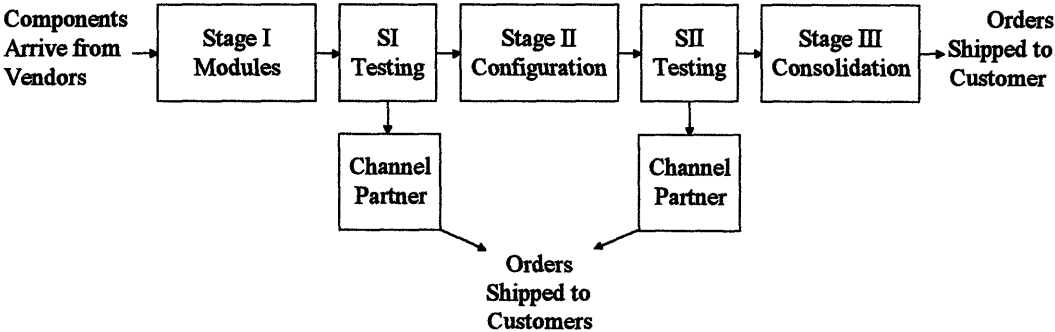 Components
Arrive from
Vendors
Stage I
Modules
SI
Testing
Stage II
Configuration
SII
Testing
Stage III
Consolidation
Orders
Shipped to
Customer
Channel
Partner
Channel
Partner
Orders
Shipped to
Customers